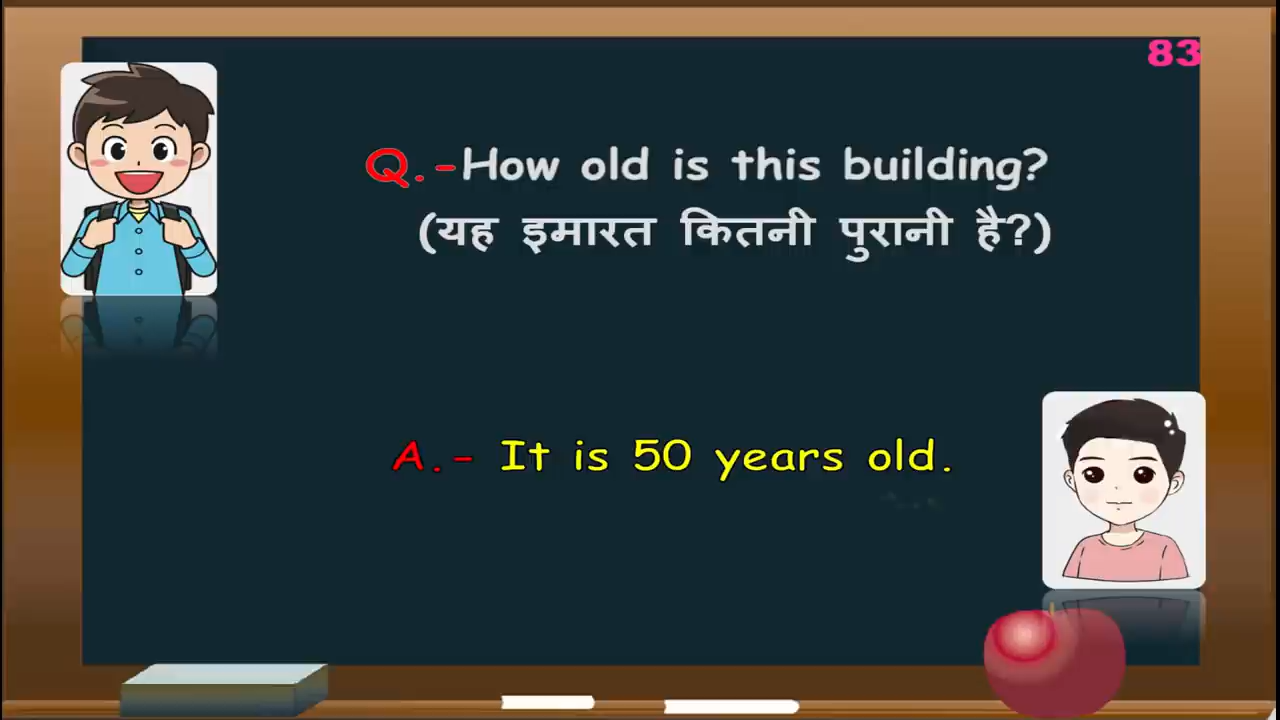 83
Q.-How old is this building?
(यह इमारत कितनी पुरानी है?)
A.- It is 50 years old.